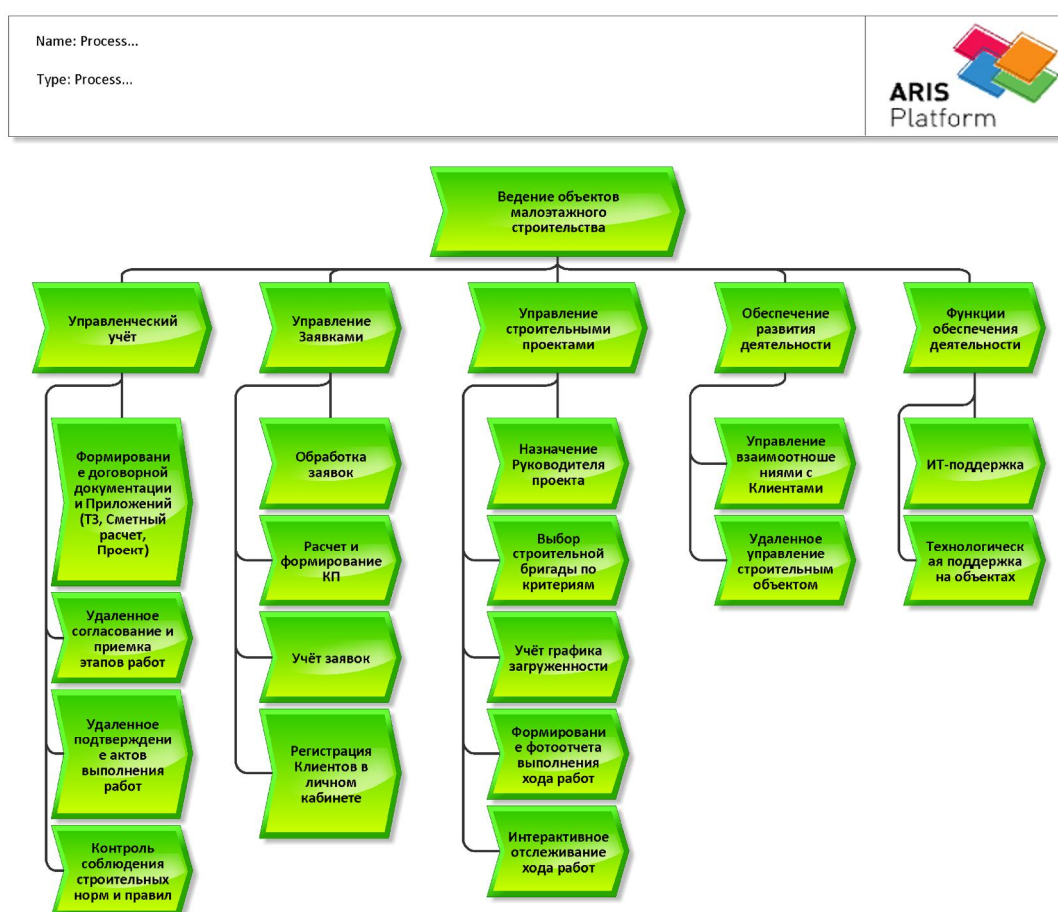 Name: Process...
Type: Process...
ARIS
Platform
Ведение объектов
малоэтажного
строительства
Управленческий
учёт
Управление
Заявками
Управление
строительными
проектами
Обеспечение
развития
деятельности
Функции
обеспечения
деятельности
Формировани
е договорной
документации
и Приложений
(ТЗ, Сметный
расчет,
Проект)
Удаленное
согласование и
приемка
этапов работ
Удаленное
подтверждени
е актов
выполнения
работ
Контроль
соблюдения
строительных
норм и правил
Обработка
заявок
Расчет и
формирование
КП
Учёт заявок
Регистрация
Клиентов в
личном
кабинете
Назначение
Руководителя
проекта
Выбор
строительной
бригады по
критериям
Учёт графика
загруженности
Формировани
е фотоотчета
выполнения
хода работ
Интерактивное
отслеживание
хода работ
Управление
взаимоотноше
ниями с
Клиентами
Удаленное
управление
строительным
объектом
ИТ-поддержка
Технологическ
ая поддержка
на объектах